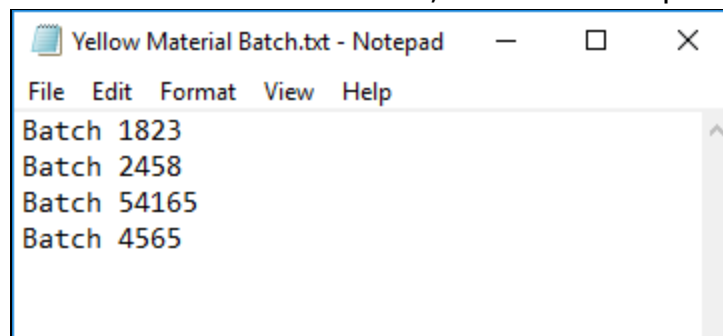 Yellow Material Batch.txt - Notepad
File Edit Format View Help
Batch 1823
Batch 2458
Batch 54165
Batch 4565